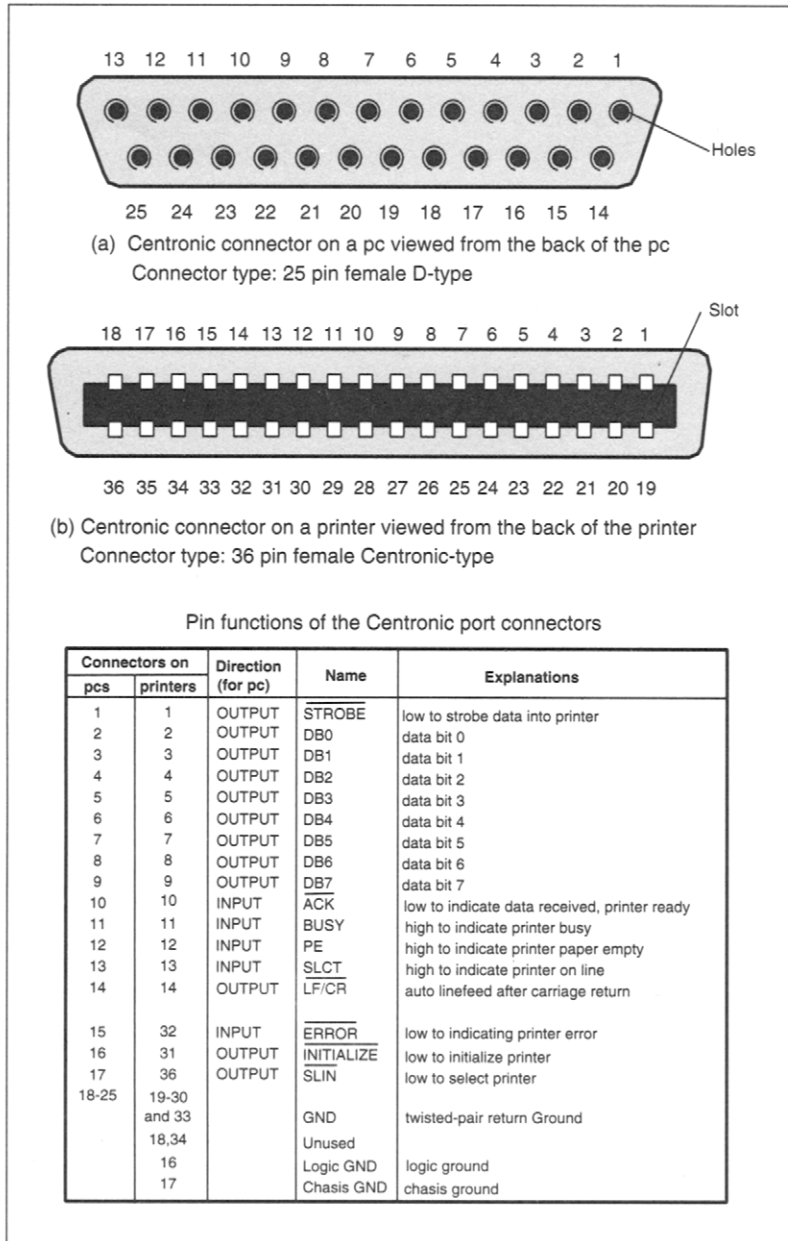 13 12 11 10 9 8 7 6 5 4 3 2 1
Holes
25 24 23 22 21 20 19 18 17 16 15 14
(a) Centronic connector on a pc viewed from the back of the pc
Connector type: 25 pin female D-type
Slot
18 17 16 15 14 13 12 11 10 9 8 7 6 5 4 3 2 1
36 35 34 33 32 31 30 29 28 27 26 25 24 23 22 21 20 19
(b) Centronic connector on a printer viewed from the back of the printer
Connector type: 36 pin female Centronic-type
Pin functions of the Centronic port connectors
Connectors on Direction (for pc) Name Explanations
pcs printers
1 1 OUTPUT STROBE low to strobe data into printer
2 2 OUTPUT DB0 data bit 0
3 3 OUTPUT DB1 data bit 1
4 4 OUTPUT DB2 data bit 2
5 5 OUTPUT DB3 data bit 3
6 6 OUTPUT DB4 data bit 4
7 7 OUTPUT DB5 data bit 5
8 8 OUTPUT DB6 data bit 6
9 9 OUTPUT DB7 data bit 7
10 10 INPUT ACK low to indicate data received, printer ready
11 11 INPUT BUSY high to indicate printer busy
12 12 INPUT PE high to indicate printer paper empty
13 13 INPUT SLCT high to indicate printer on line
14 14 OUTPUT LF/CR auto linefeed after carriage return
15 32 INPUT ERROR low to indicating printer error
16 31 OUTPUT INITIALIZE low to initialize printer
17 36 OUTPUT SLIN low to select printer
18-25 19-30
and 33 GND twisted-pair return Ground
18,34 Unused
16 Logic GND logic ground
17 Chasis GND chasis ground